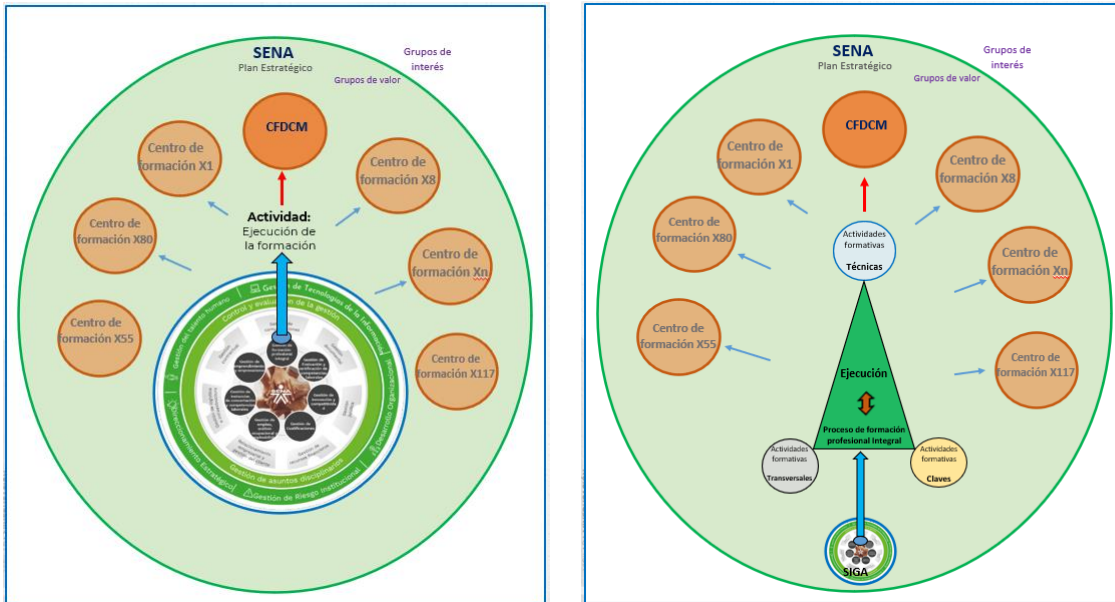 SENA
Plan Estratégico
Grupos de
interés
Grupos de valor
CFDCM
Centro de
formación X1
Centro de
formación X8
Centro de
formación X80
Actividad:
Ejecución de
la formación
Centro de
formación Xn
Centro de
formación X55
Centro de
formación X117
Gestión del talento humano
Gestión de Tecnologías de la Información
Control y evaluación de la gestión
Gestión de
formación
profesional
integral
Direccionamiento Estratégico
Desarrollo Organizacional
Gestión de asuntos disciplinarios
Gestión de Riesgo Institucional
SENA
Plan Estratégico
Grupos de
interés
Grupos de valor
CFDCM
Centro de
formación X1
Centro de
formación X8
Centro de
formación X80
Actividades
formativas
Técnicas
Centro de
formación Xn
Centro de
formación X55
Centro de
formación X117
Ejecución
Proceso de formación
profesional Integral
Actividades
formativas
Transversales
Actividades
formativas
Claves
SIGA